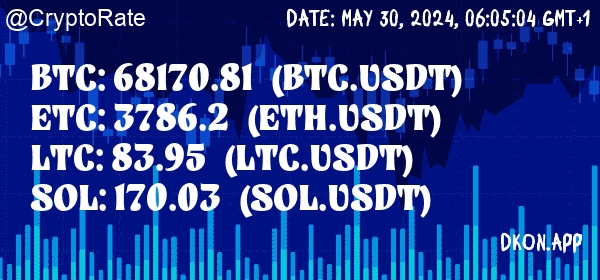 @CryptoRate
DATE: MAY 30, 2024, 06:05:04 GMT+1
BTC: 68170.81 (BTC.USDT)
ETC: 3786.2 (ETH.USDT)
LTC: 83.95 (LTC.USDT)
SOL: 170.03 (SOL.USDT)
DKON.APP